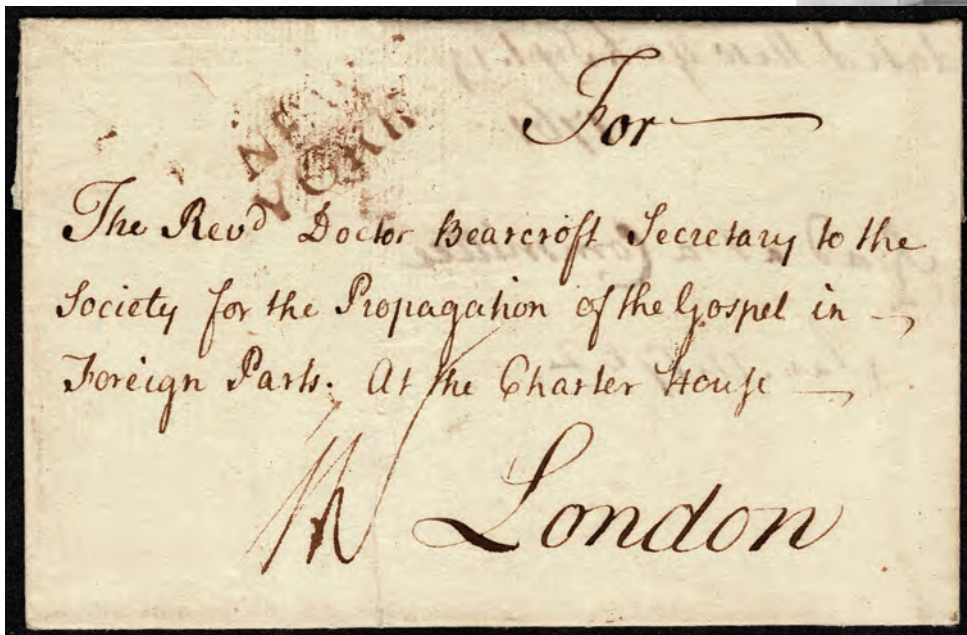 NEW
YORK
For
The Revd Doctor Bearcroft Secretary to the
Society for the Propagation of the Gospel in
Foreign Parts. At the Charter House
London